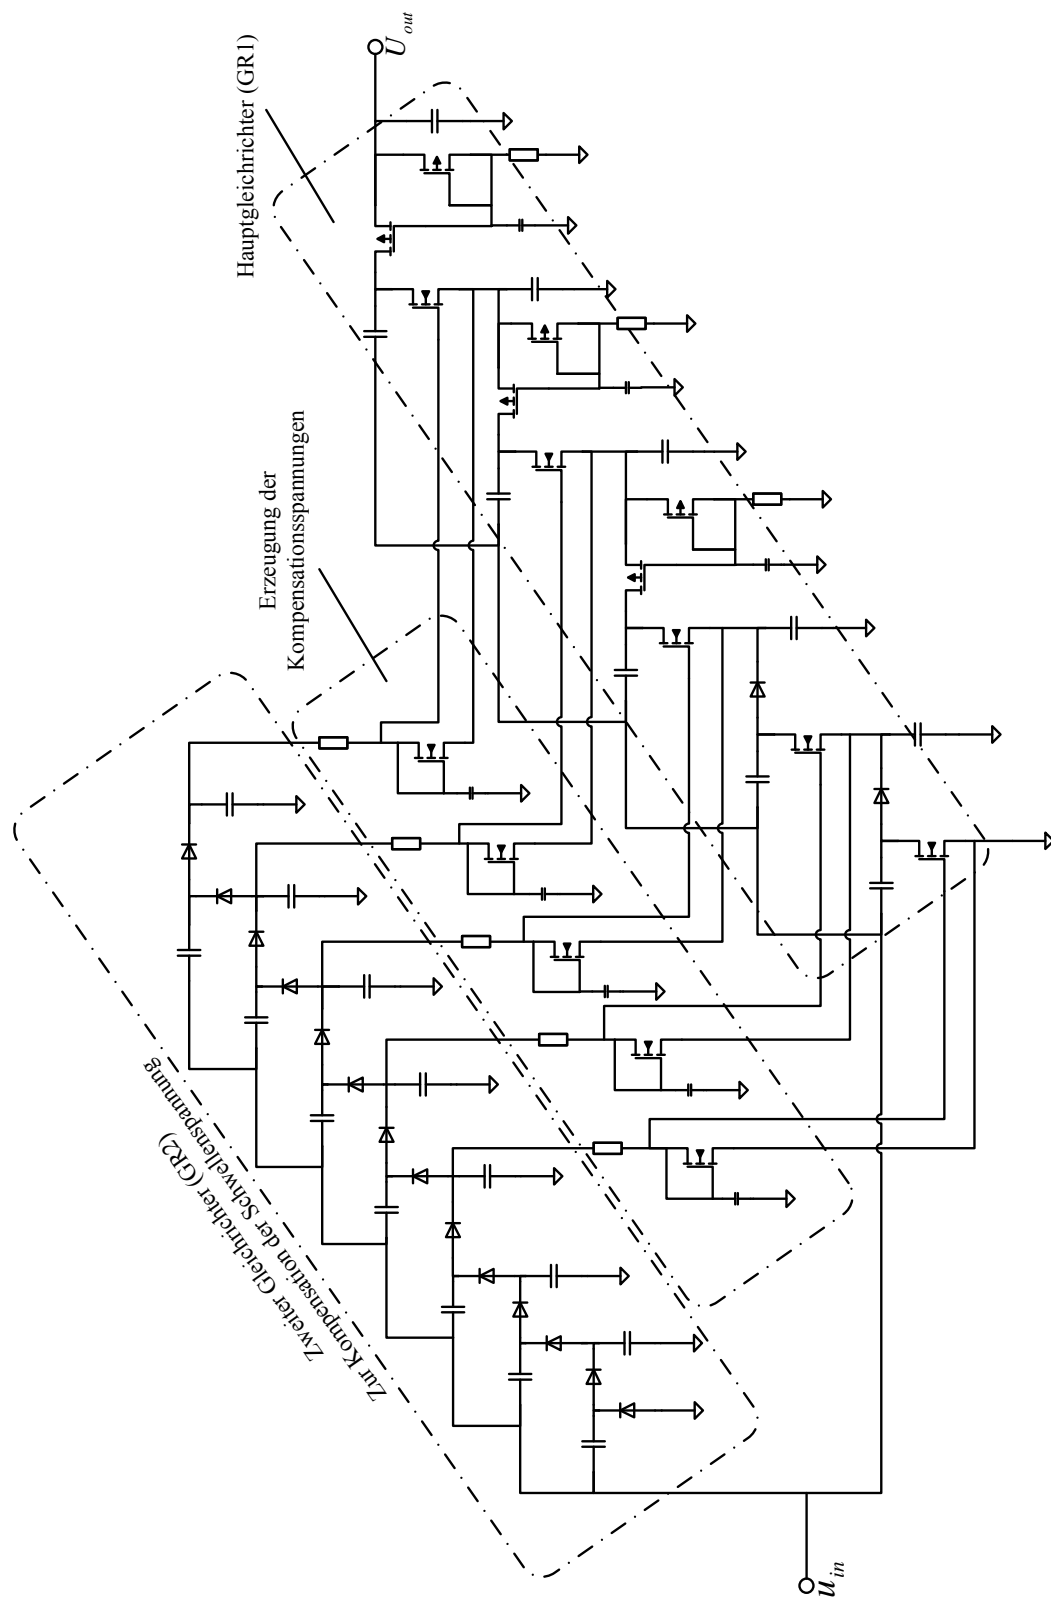 Hauptgleichrichter (GR1)
U_out
Erzeugung der
Kompensationsspannungen
Zweiter Gleichrichter (GR2)
Zur Kompensation der Schwellenspannung
u_in